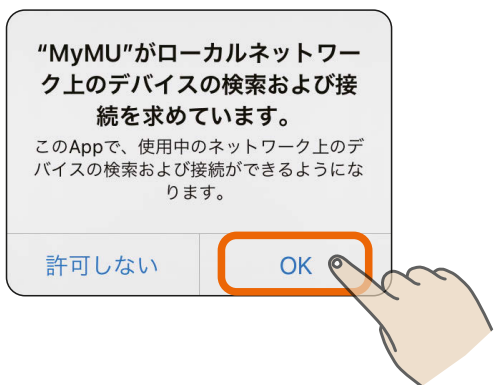 “MyMU”がローカルネットワー
ク上のデバイスの検索および接
続を求めています。
このAppで、使用中のネットワーク上のデ
バイスの検索および接続ができるようにな
ります。
許可しない
OK